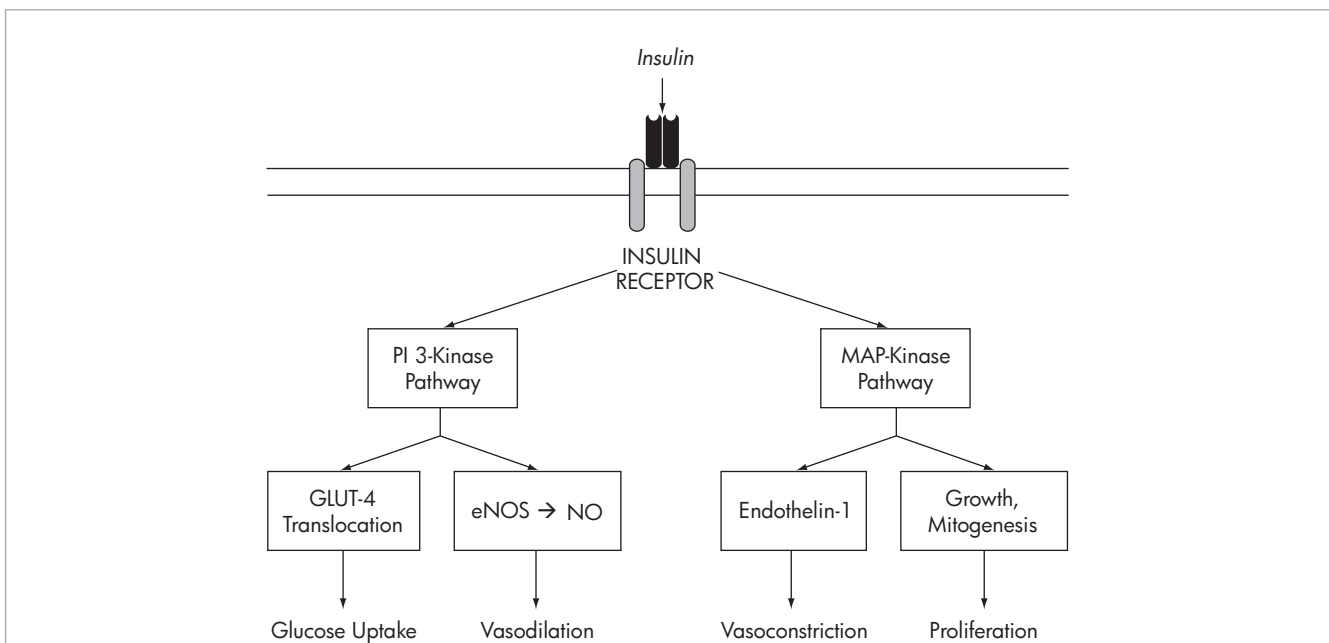 Insulin
INSULIN
RECEPTOR
PI 3-Kinase
Pathway
MAP-Kinase
Pathway
GLUT-4
Translocation
eNOS → NO
Endothelin-1
Growth,
Mitogenesis
Glucose Uptake
Vasodilation
Vasoconstriction
Proliferation